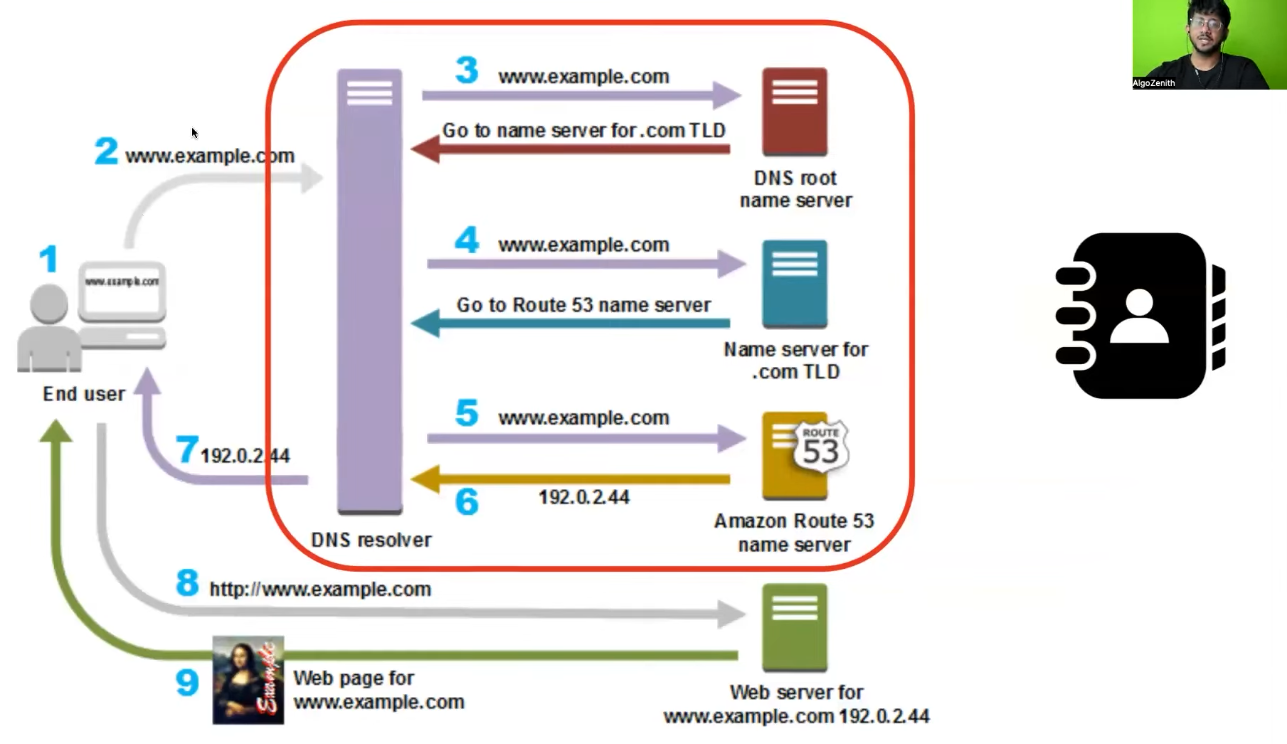 3 www.example.com
Go to name server for .com TLD
DNS root
name server
AlgoZenith
2 www.example.com
1
www.example.com
End user
4 www.example.com
Go to Route 53 name server
Name server for
.com TLD
5 www.example.com
ROUTE
53
6 192.0.2.44
Amazon Route 53
name server
7 192.0.2.44
DNS resolver
8 http://www.example.com
9
Example
Web page for
www.example.com
Web server for
www.example.com 192.0.2.44